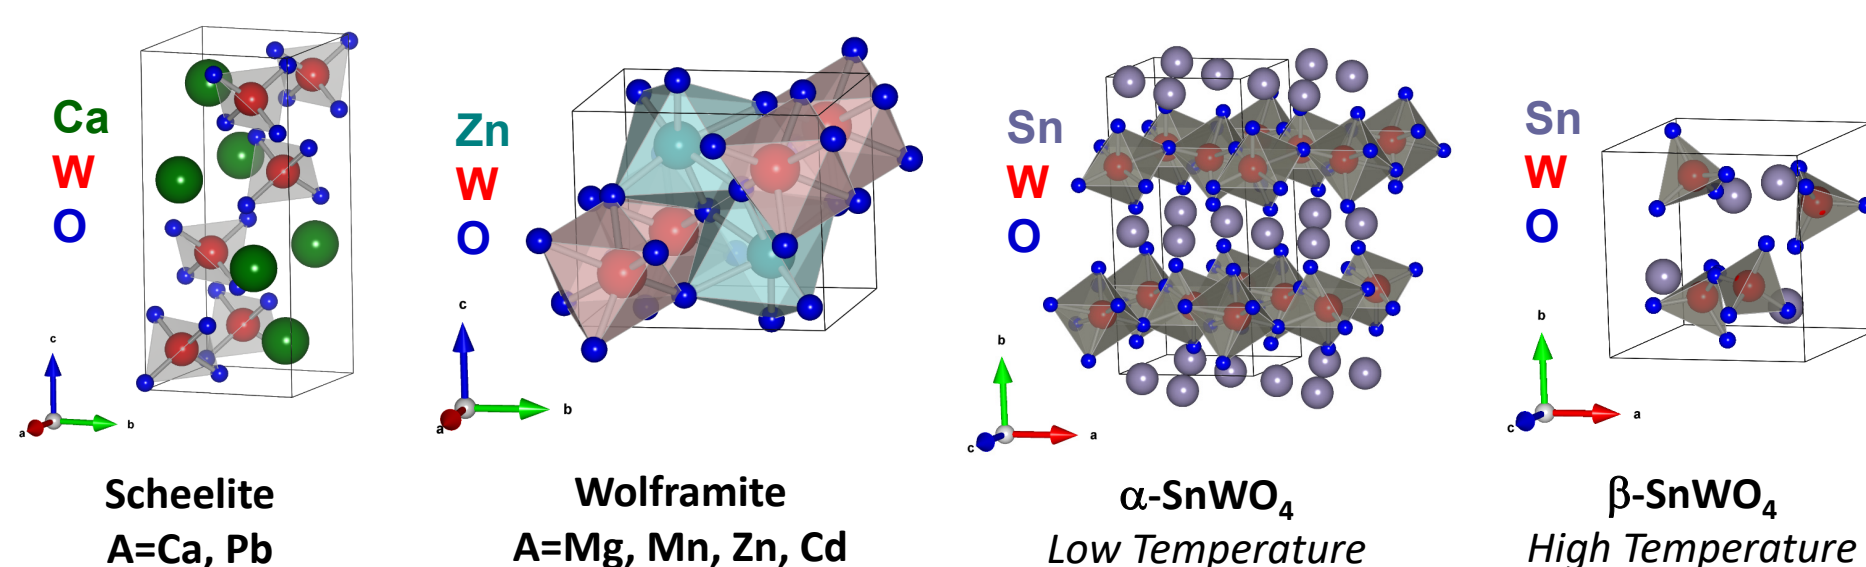 Ca
W
O
c
a
b
Scheelite
A=Ca, Pb
Zn
W
O
c
a
b
Wolframite
A=Mg, Mn, Zn, Cd
Sn
W
O
b
c
a
α-SnWO₄
Low Temperature
Sn
W
O
b
c
a
β-SnWO₄
High Temperature